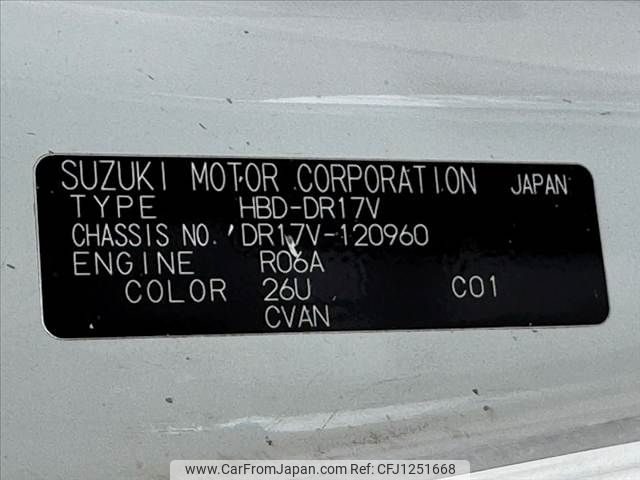 SUZUKI MOTOR CORPORATION JAPAN
TYPE HBD-DR17V
CHASSIS NO. DR17V-120960
ENGINE R06A
COLOR 26U C01
CVAN
www.CarFromJapan.com CFJ1251668